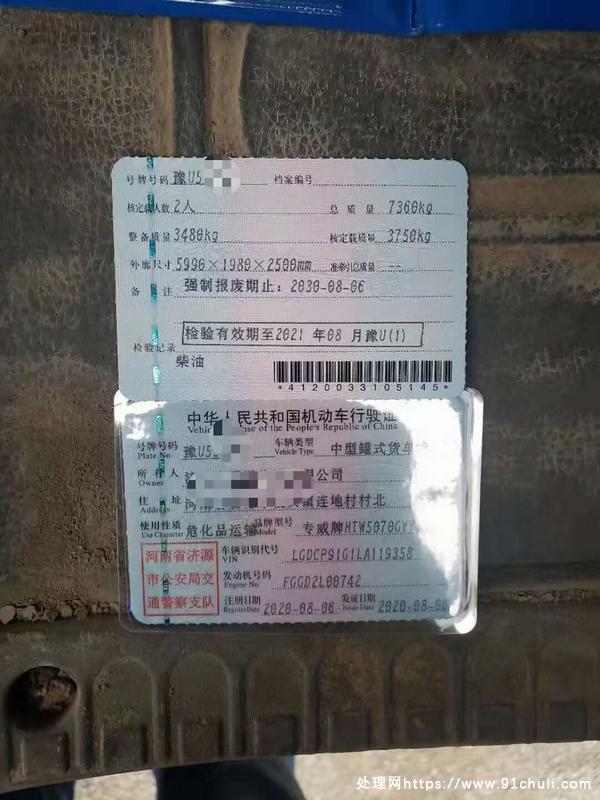 号牌号码 豫U5 档案编号
核定载人数 2人 总质量 7360kg
整备质量 3480kg 核定载质量 3750kg
外廓尺寸 5990×1980×2500mm 准牵引总质量 --
备注 强制报废期止：2030-08-06
检验有效期至2021 年08 月豫U(1)
检验记录
柴油
*4120033105145*
中华人民共和国机动车行驶证
Vehicle of the People's Republic of China
号牌号码 豫U5 车辆类型 中型罐式货车
Plate No. Vehicle Type
所有人 限公司
Owner
住址 连地村村北
Address
使用性质 危化品运输 品牌型号 专威牌HTW5070GY
Use Character Model
河南省济源 车辆识别代号 LGDCP91G1LA119358
VIN
市公安局交 发动机号码 FGGD2L00742
Engine No.
通警察支队 注册日期 2020-08-06 发证日期 2020-08-06
Register Date Issue Date
处理网https://www.91chuli.com